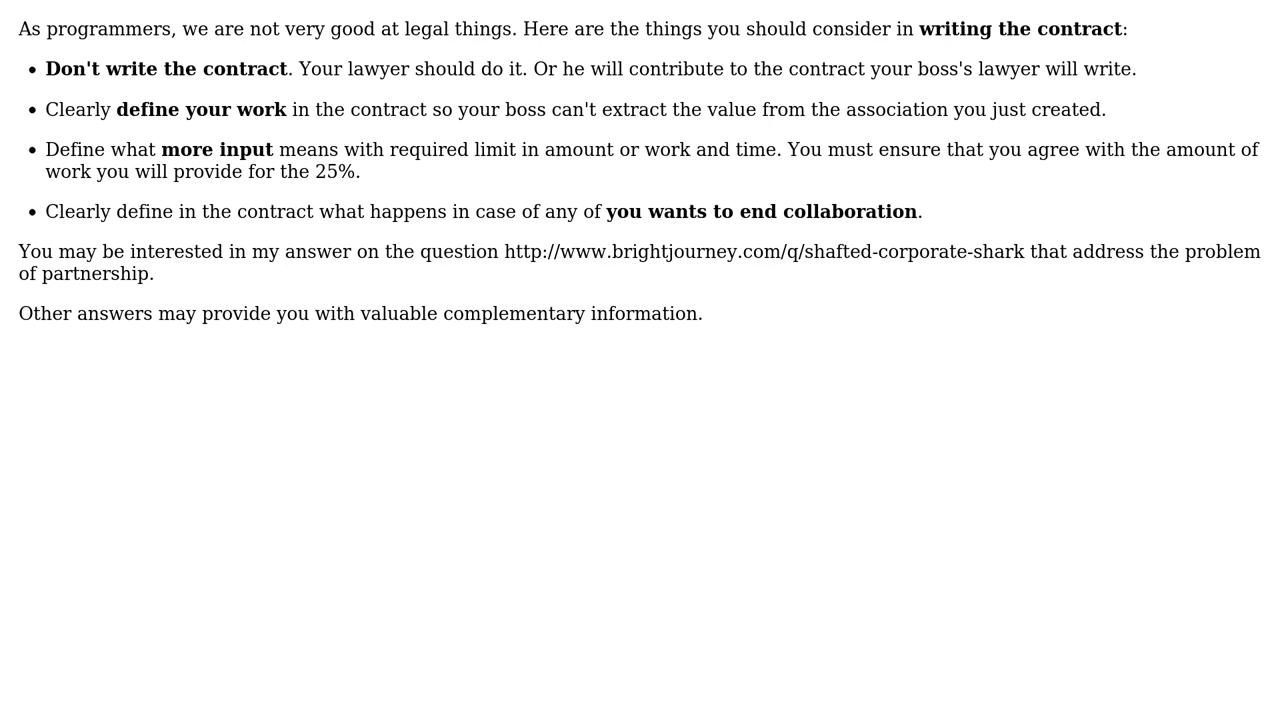 As programmers, we are not very good at legal things. Here are the things you should consider in writing the contract:
• Don't write the contract. Your lawyer should do it. Or he will contribute to the contract your boss's lawyer will write.
• Clearly define your work in the contract so your boss can't extract the value from the association you just created.
• Define what more input means with required limit in amount or work and time. You must ensure that you agree with the amount of
work you will provide for the 25%.
• Clearly define in the contract what happens in case of any of you wants to end collaboration.
You may be interested in my answer on the question http://www.brightjourney.com/q/shafted-corporate-shark that address the problem
of partnership.
Other answers may provide you with valuable complementary information.